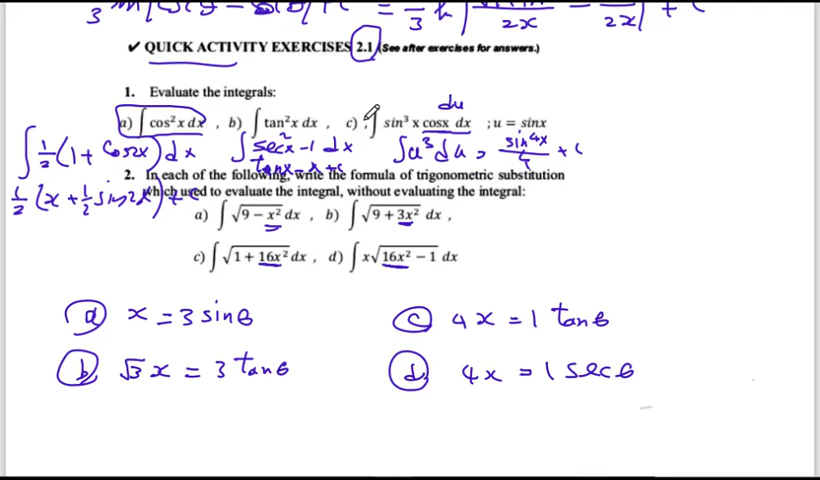 ✔ QUICK ACTIVITY EXERCISES 2.1 (See after exercises for answers.)
1. Evaluate the integrals:
du
a) ∫ cos²x dx , b) ∫ tan²x dx , c) ∫ sin³ x cosx dx ; u = sinx
∫ ½(1 + cos2x) dx ∫ sec²x - 1 dx ∫ u³ du = sin⁴x/4 + c
tanx - x + c
2. In each of the following, write the formula of trigonometric substitution
½ (x + ½ sin2x) + c which used to evaluate the integral, without evaluating the integral:
a) ∫ √(9 − x²) dx , b) ∫ √(9 + 3x²) dx ,
c) ∫ √(1 + 16x²) dx , d) ∫ x√(16x² − 1) dx
a) x = 3 sinθ
b) √3 x = 3 tanθ
c) 4x = 1 tanθ
d) 4x = 1 secθ